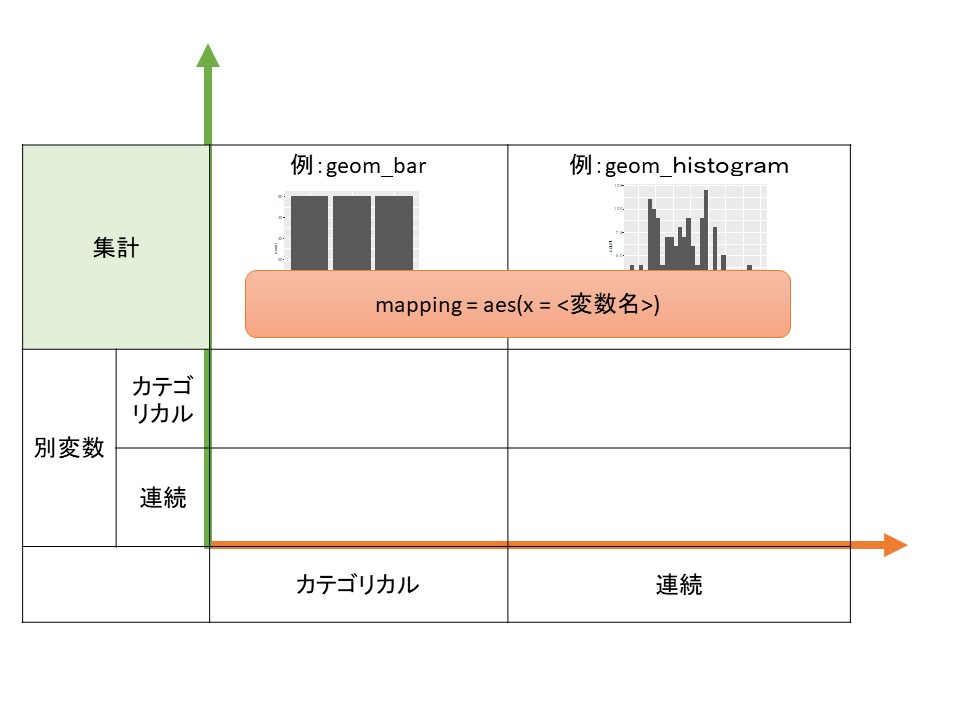 例：geom_bar
例：geom_histogram
集計
mapping = aes(x = <変数名>)
別変数
カテゴ
リカル
連続
カテゴリカル
連続